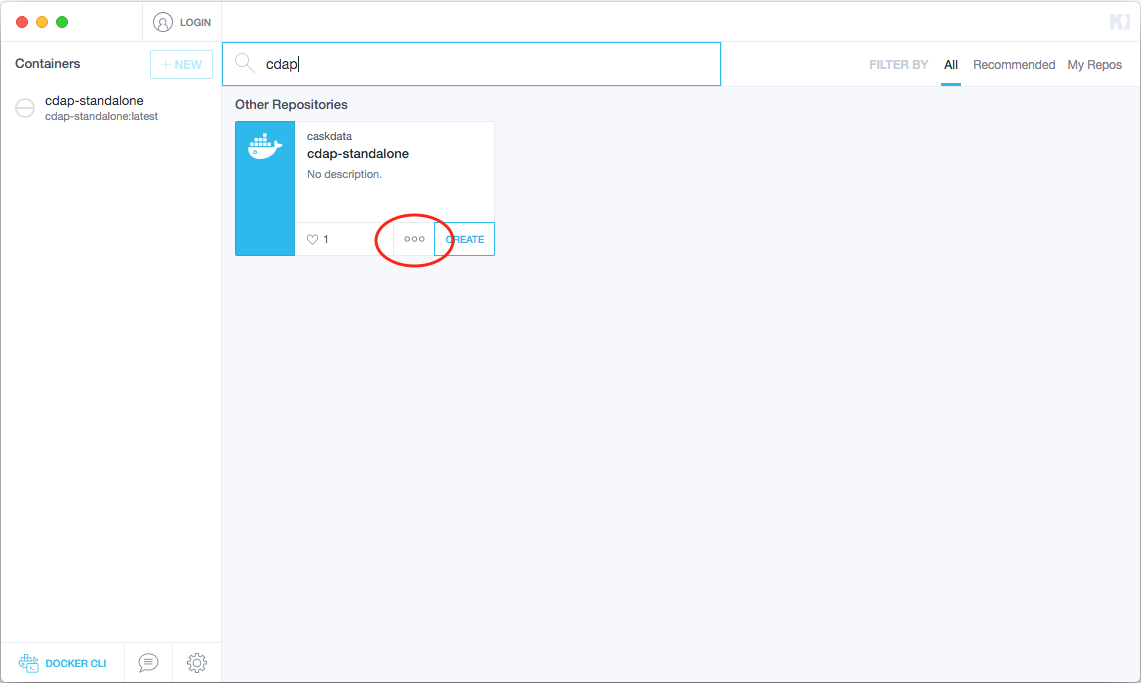 LOGIN
Containers
+ NEW
cdap
FILTER BY All Recommended My Repos
cdap-standalone
cdap-standalone:latest
Other Repositories
caskdata
cdap-standalone
No description.
1
CREATE
DOCKER CLI